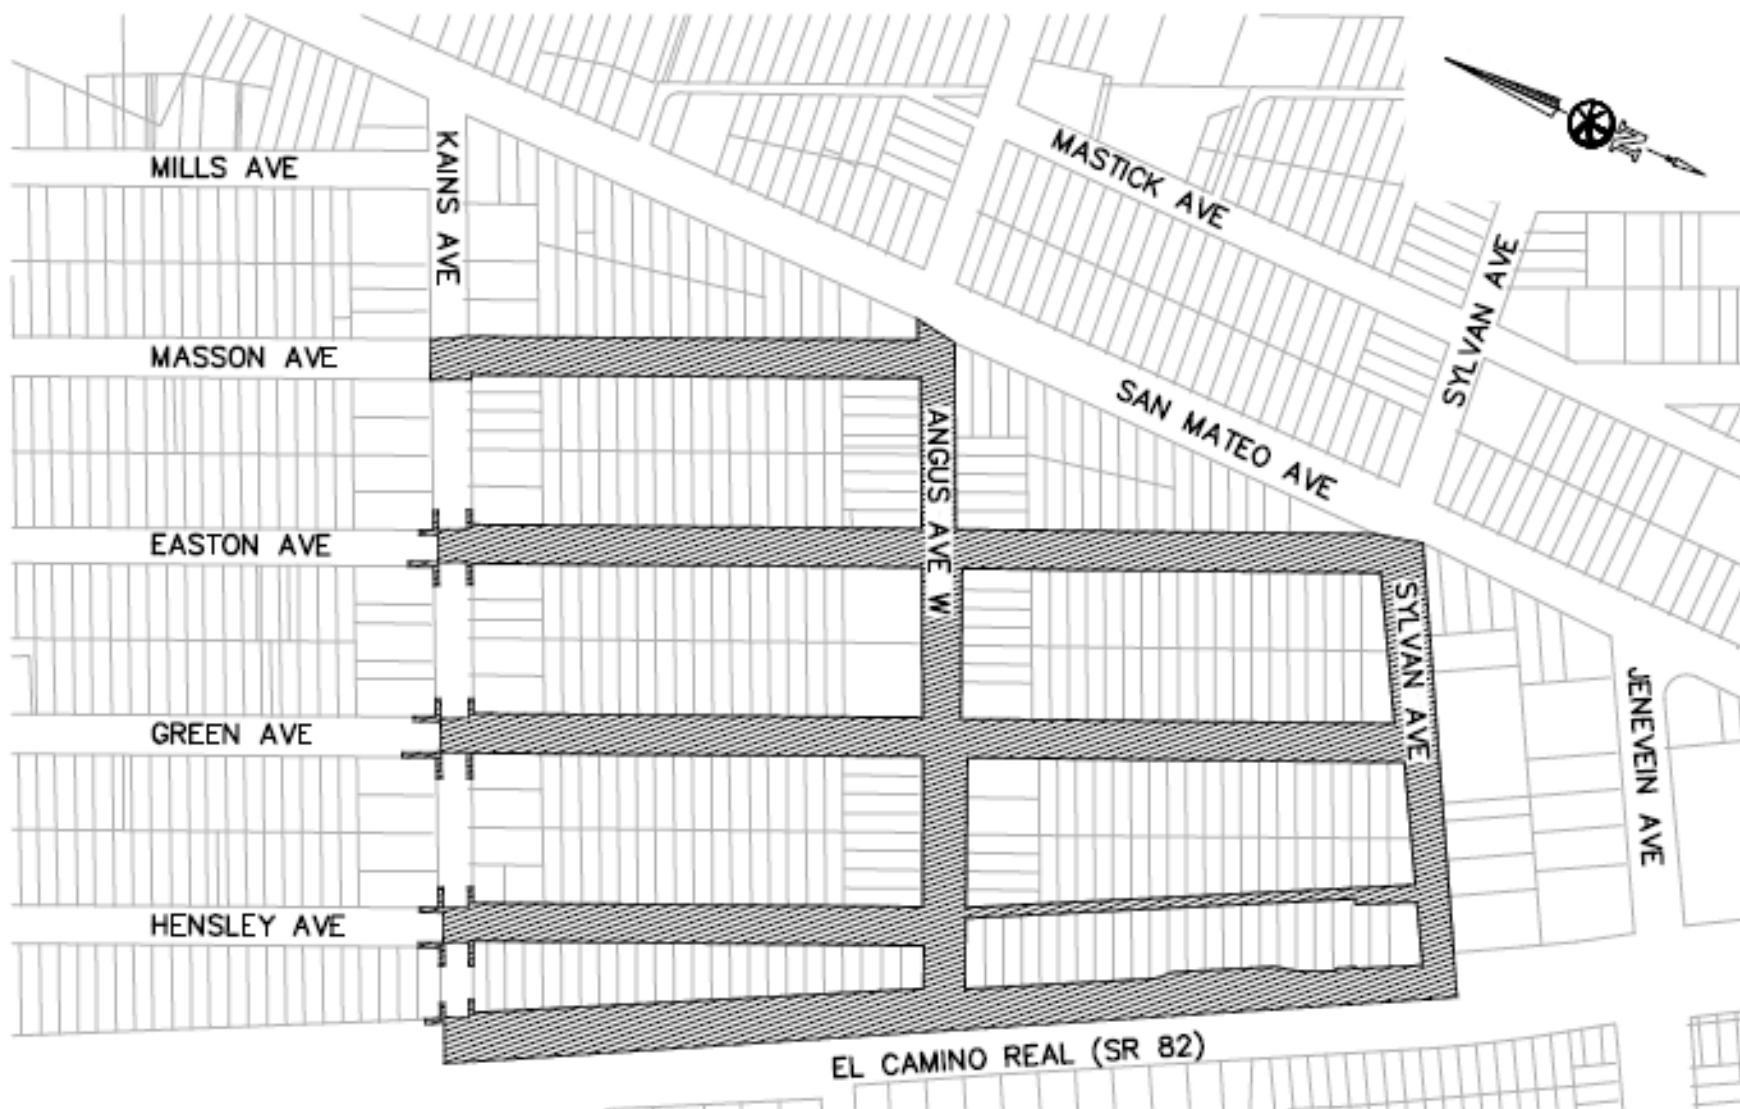 MILLS AVE
KAINS AVE
MASTICK AVE
N
SYLVAN AVE
MASSON AVE
SAN MATEO AVE
ANGUS AVE W
EASTON AVE
SYLVAN AVE
GREEN AVE
JENEVEIN AVE
HENSLEY AVE
EL CAMINO REAL (SR 82)